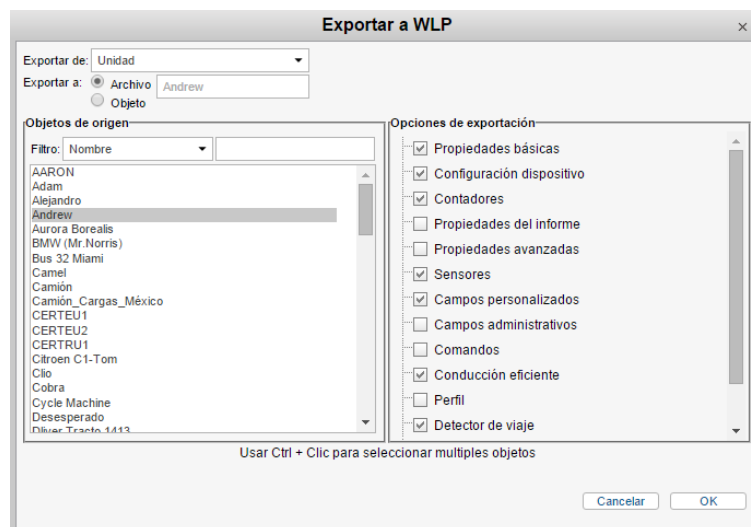 Exportar a WLP ×
Exportar de: Unidad
Exportar a: Archivo Andrew
Objeto
Objetos de origen
Filtro: Nombre
AARON
Adam
Alejandro
Andrew
Aurora Borealis
BMW (Mr.Norris)
Bus 32 Miami
Camel
Camión
Camión_Cargas_México
CERTEU1
CERTEU2
CERTRU1
Citroen C1-Tom
Clio
Cobra
Cycle Machine
Desesperado
Dliver Tracto 1413
Opciones de exportación
Propiedades básicas
Configuración dispositivo
Contadores
Propiedades del informe
Propiedades avanzadas
Sensores
Campos personalizados
Campos administrativos
Comandos
Conducción eficiente
Perfil
Detector de viaje
Usar Ctrl + Clic para seleccionar multiples objetos
Cancelar OK